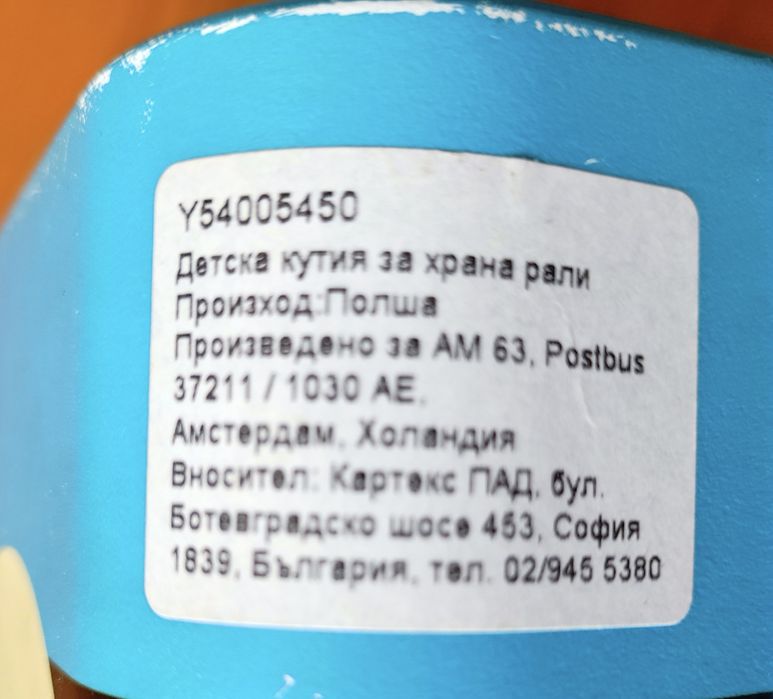 Y54005450
Детска кутия за храна рали
Произход:Полша
Произведено за АМ 63, Postbus
37211 / 1030 AE,
Амстердам, Холандия
Вносител: Картекс ПАД, бул.
Ботевградско шосе 453, София
1839, България, тел. 02/945 5380